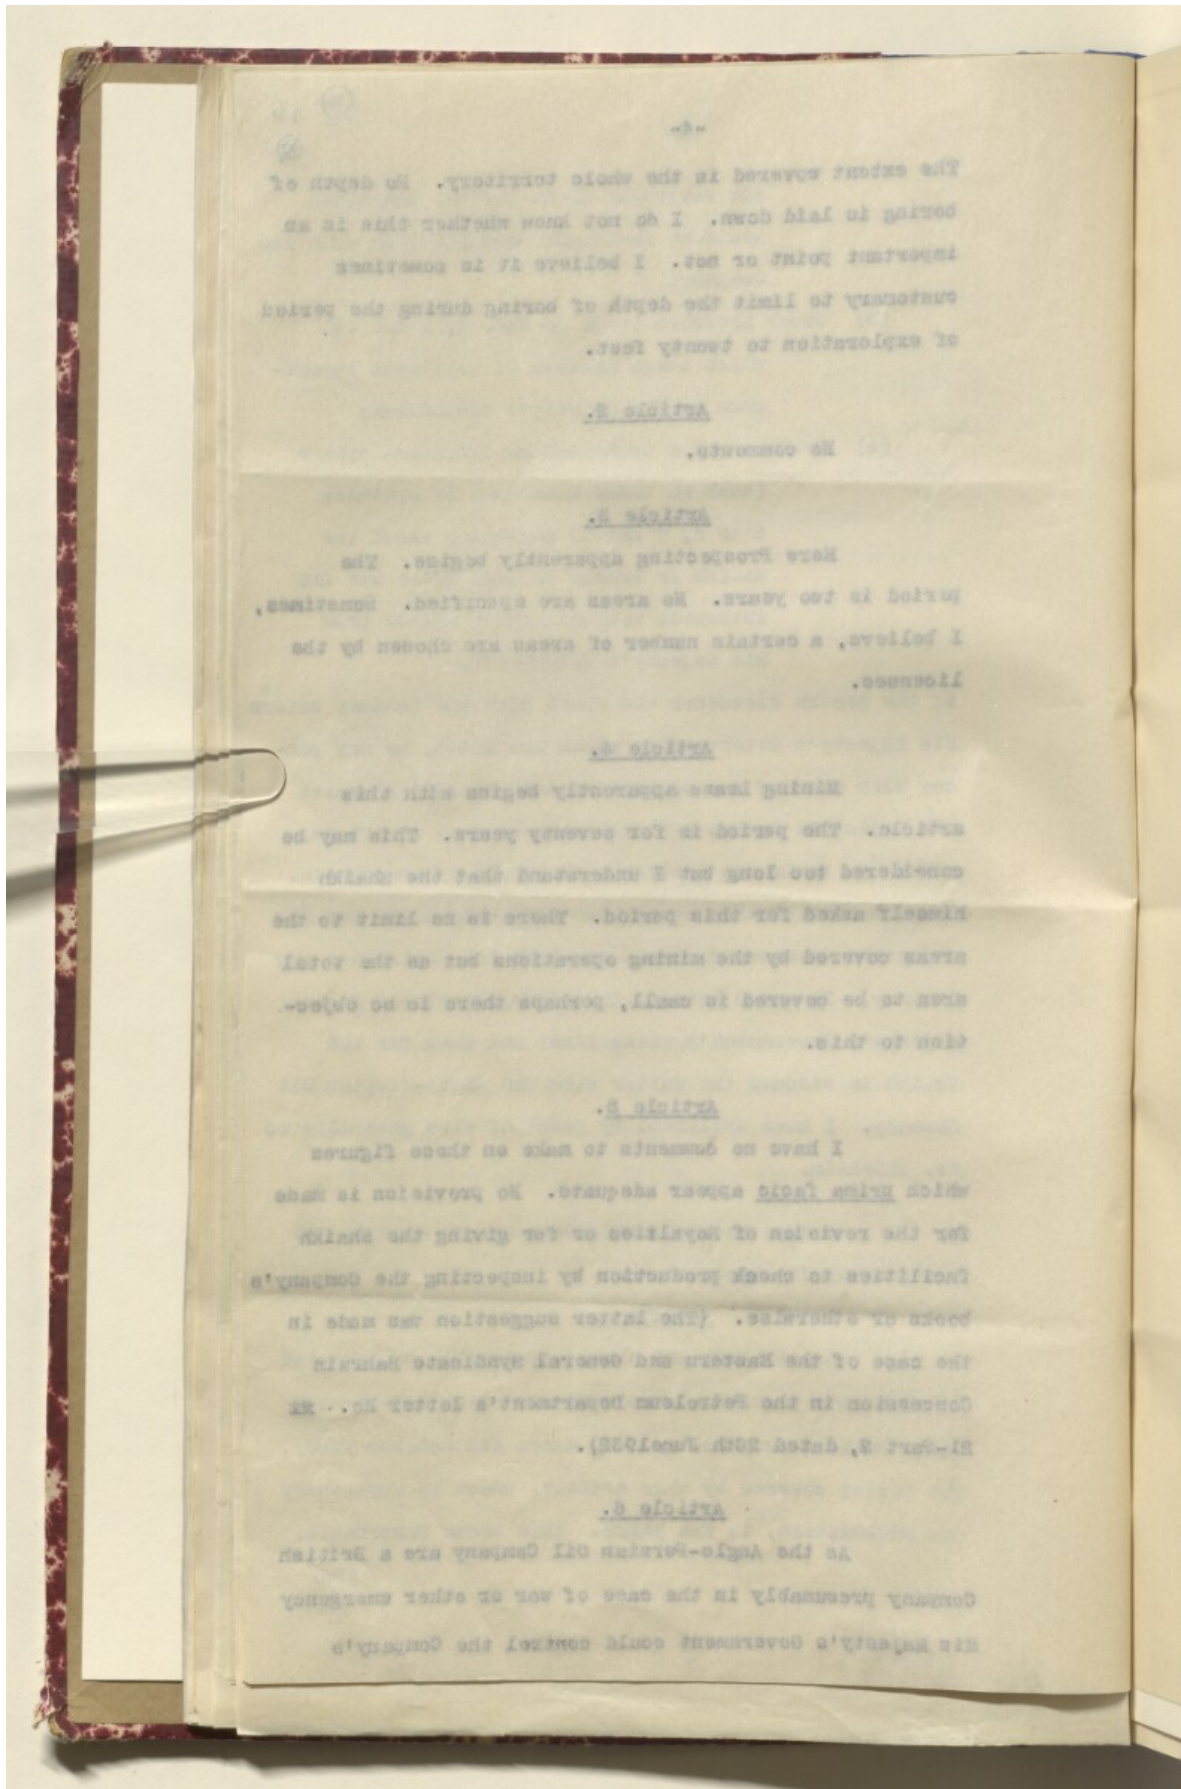 -4-
The extent covered is the whole territory. No depth of
boring is laid down. I do not know whether this is an
important point or not. I believe it is sometimes
customary to limit the depth of boring during the period
of exploration to twenty feet.
Article 2.
No comments.
Article 3.
Here Prospecting apparently begins. The
period is two years. No areas are specified. Sometimes,
I believe, a certain number of areas are chosen by the
licensees.
Article 4.
Mining Lease apparently begins with this
article. The period is for seventy years. This may be
considered too long but I understand that the Shaikh
himself asked for this period. There is no limit to the
areas covered by the mining operations but as the total
area to be covered is small, perhaps there is no objec-
tion to this.
Article 5.
I have no comments to make on these figures
which prima facie appear adequate. No provision is made
for the revision of Royalties or for giving the Shaikh
facilities to check production by inspecting the Company's
books or otherwise. (The latter suggestion was made in
the case of the Eastern and General Syndicate Bahrain
Concession in the Petroleum Department's letter No.
21-Part 2, dated 20th June1932).
Article 6.
As the Anglo-Persian Oil Company are a British
Company presumably in the case of war or other emergency
His Majesty's Government could control the Company's